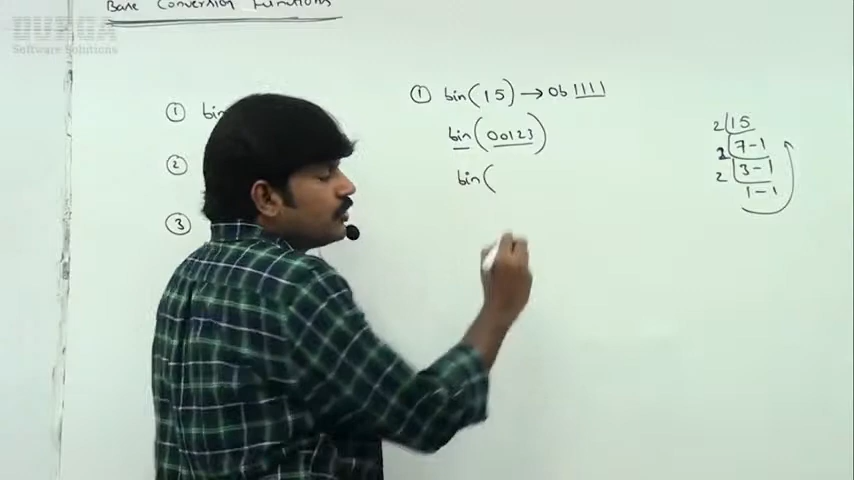 DURGA
Software Solutions
Base Conversion Functions
① bin
②
③
① bin(15) → 0b1111
bin(0o123)
bin(
2 15
2 7-1
2 3-1
1-1